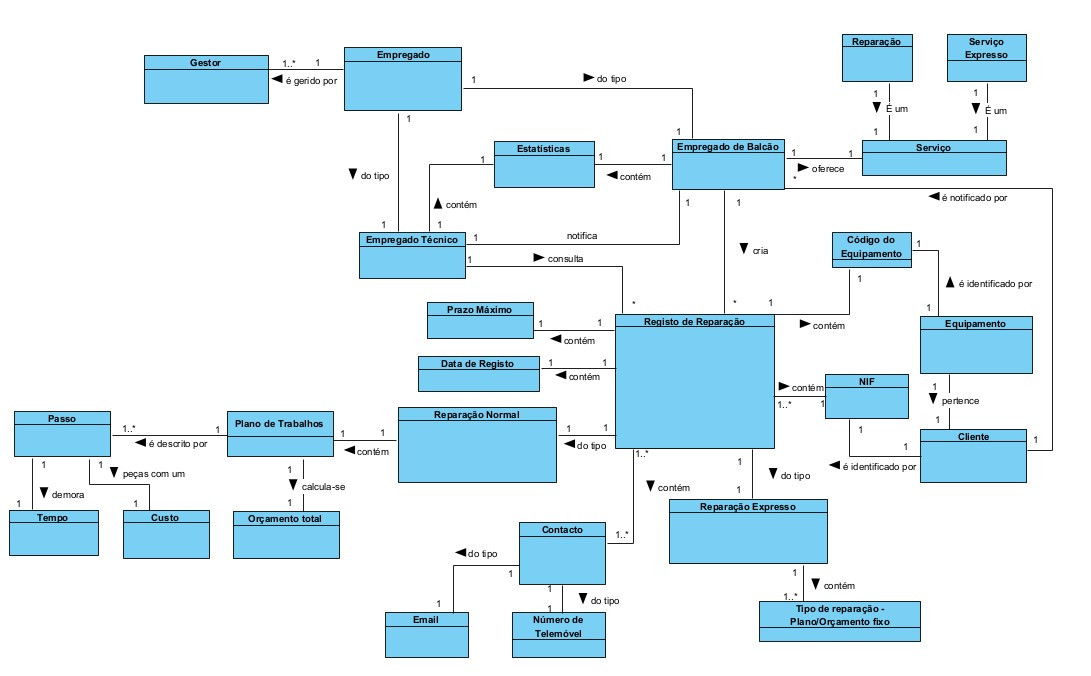 Reparação
Serviço
Expresso
Gestor
1..*
1
é gerido por
Empregado
1
do tipo
1
1
É um
1
1
É um
1
Estatísticas
1
1
contém
1
Empregado de Balcão
1
1
oferece
*
Serviço
1
do tipo
1
1
contém
1
é notificado por
Empregado Técnico
1
notifica
1
1
consulta
*
1
cria
*
Código do
Equipamento
1
1
é identificado por
1
Prazo Máximo
1
1
contém
Registo de Reparação
1
contém
Equipamento
Data de Registo
1
1
contém
contém
1..*
1
NIF
1
pertence
1
Passo
1..*
1
é descrito por
Plano de Trabalhos
1
1
contém
Reparação Normal
1
1
do tipo
1
1
é identificado por
Cliente
1
1
demora
1
1
peças com um
1
1
calcula-se
1
1..*
contém
1..*
1
do tipo
1
Tempo
Custo
Orçamento total
Reparação Expresso
Contacto
do tipo
1
1
1
do tipo
1
1
contém
1..*
Email
Número de
Telemóvel
Tipo de reparação -
Plano/Orçamento fixo